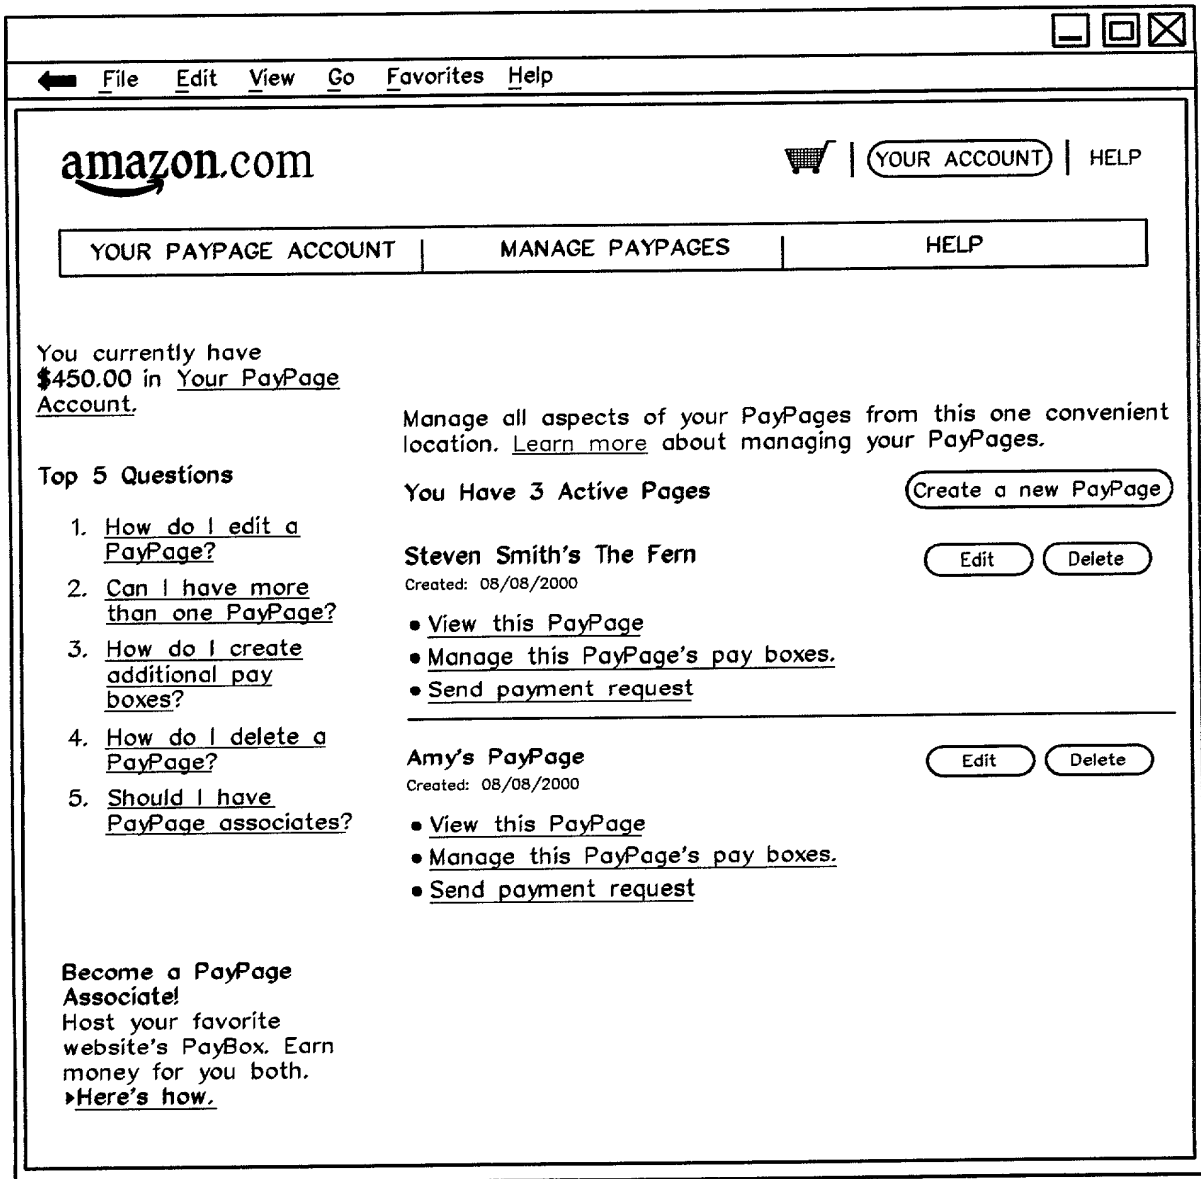 File Edit View Go Favorites Help
amazon.com
YOUR ACCOUNT HELP
YOUR PAYPAGE ACCOUNT MANAGE PAYPAGES HELP
You currently have
$450.00 in Your PayPage
Account.
Top 5 Questions
1. How do I edit a
PayPage?
2. Can I have more
than one PayPage?
3. How do I create
additional pay
boxes?
4. How do I delete a
PayPage?
5. Should I have
PayPage associates?
Become a PayPage
Associate!
Host your favorite
website's PayBox. Earn
money for you both.
Here's how.
Manage all aspects of your PayPages from this one convenient
location. Learn more about managing your PayPages.
You Have 3 Active Pages Create a new PayPage
Steven Smith's The Fern Edit Delete
Created: 08/08/2000
• View this PayPage
• Manage this PayPage's pay boxes.
• Send payment request
Amy's PayPage Edit Delete
Created: 08/08/2000
• View this PayPage
• Manage this PayPage's pay boxes.
• Send payment request